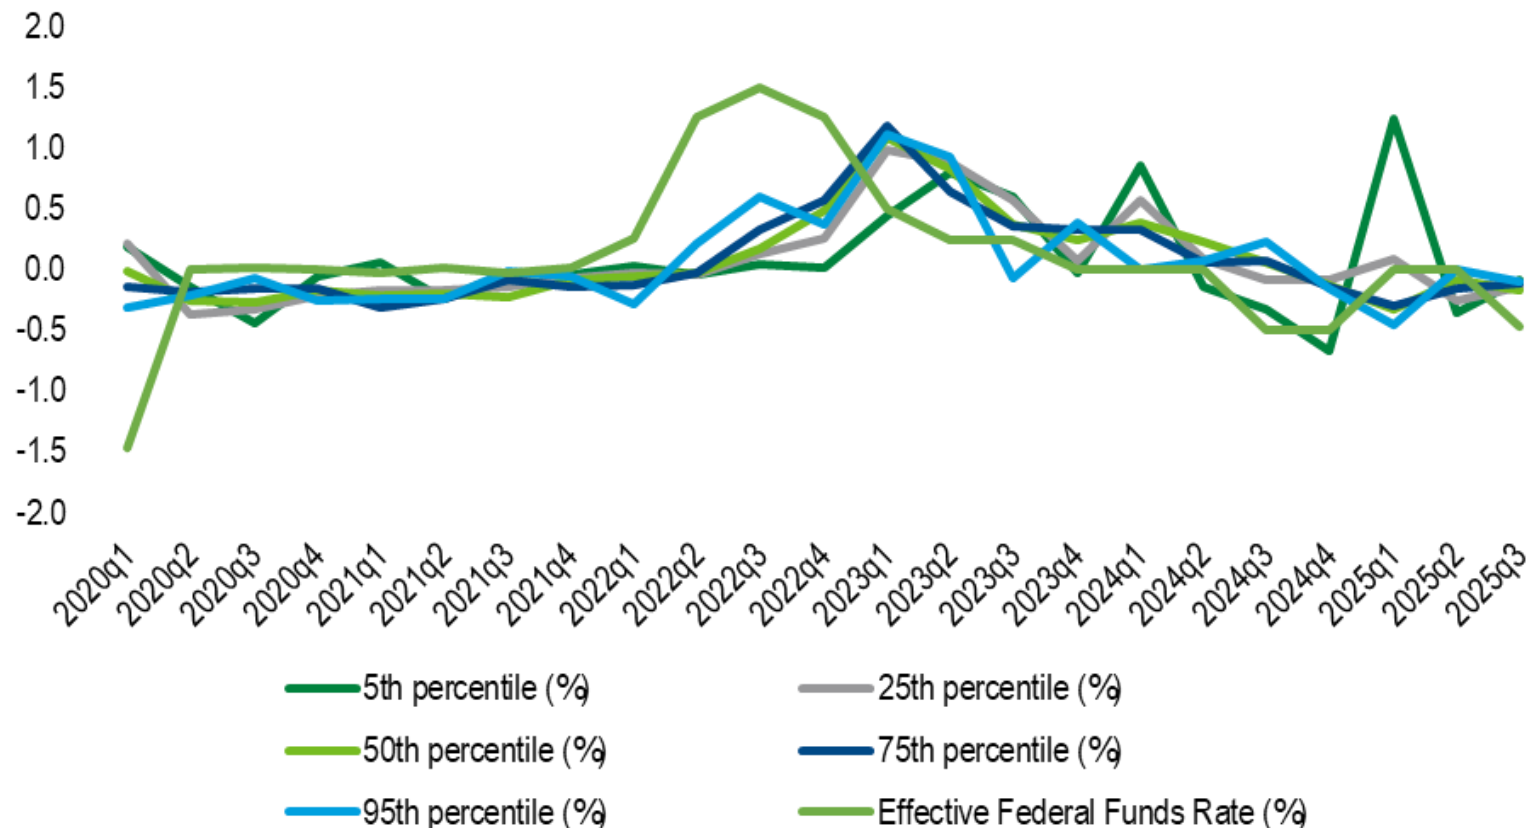 2.0
1.5
1.0
0.5
0.0
-0.5
-1.0
-1.5
-2.0
2020q1 2020q2 2020q3 2020q4 2021q1 2021q2 2021q3 2021q4 2022q1 2022q2 2022q3 2022q4 2023q1 2023q2 2023q3 2023q4 2024q1 2024q2 2024q3 2024q4 2025q1 2025q2 2025q3
5th percentile (%) 25th percentile (%)
50th percentile (%) 75th percentile (%)
95th percentile (%) Effective Federal Funds Rate (%)